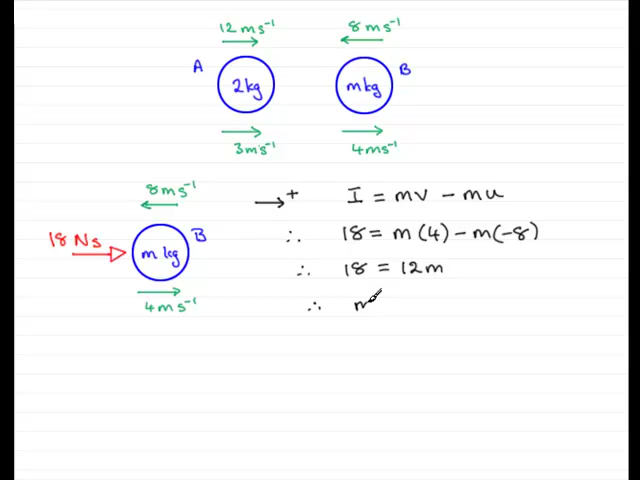 12 ms⁻¹ 8 ms⁻¹
A 2kg m kg B
3ms⁻¹ 4ms⁻¹
8ms⁻¹ → + I = mv - mu
18 Ns m kg B ∴ 18 = m (4) - m(-8)
∴ 18 = 12m
4ms⁻¹ ∴ m